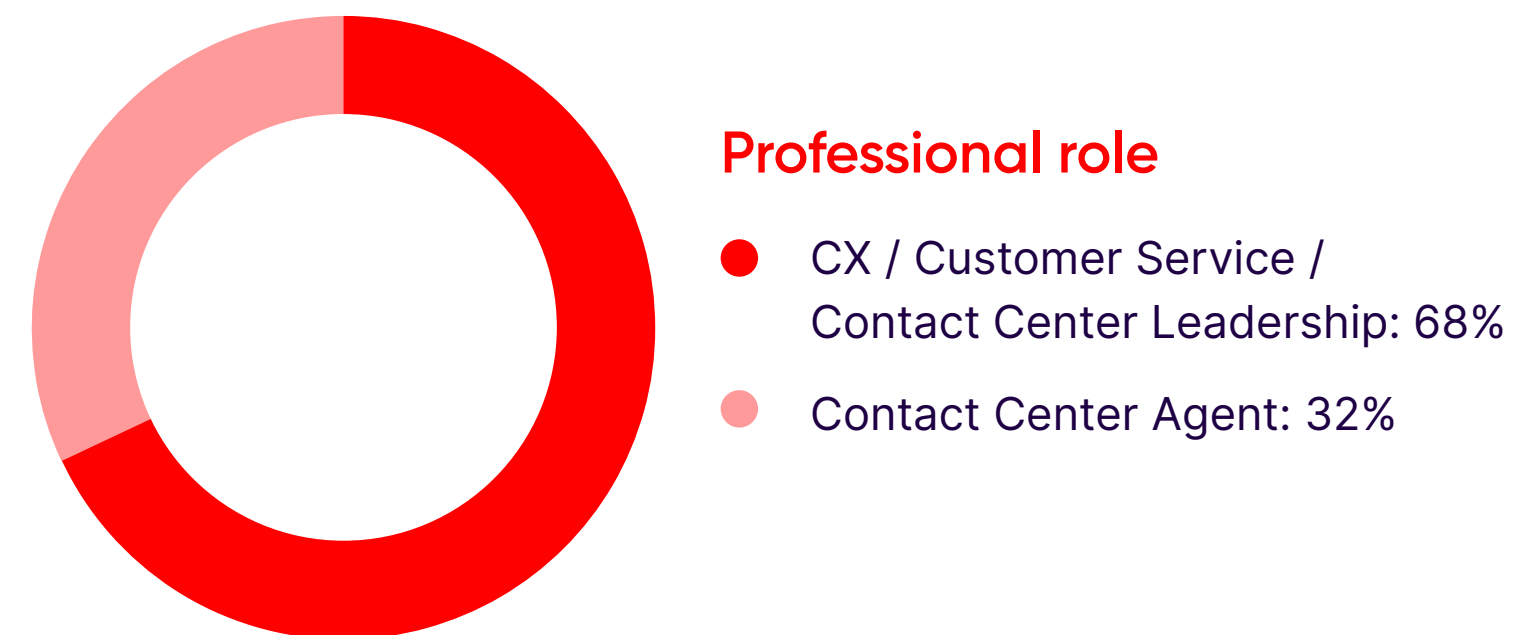 Professional role
CX / Customer Service /
Contact Center Leadership: 68%
Contact Center Agent: 32%